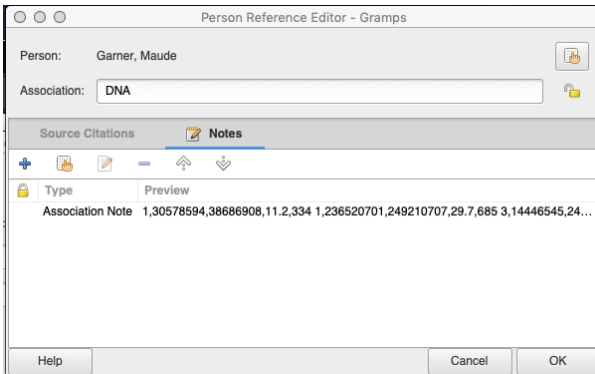 Person Reference Editor - Gramps
Person: Garner, Maude
Association: DNA
Source Citations Notes
Type Preview
Association Note 1,30578594,38686908,11.2,334 1,236520701,249210707,29.7,685 3,14446545,24...
Help Cancel OK